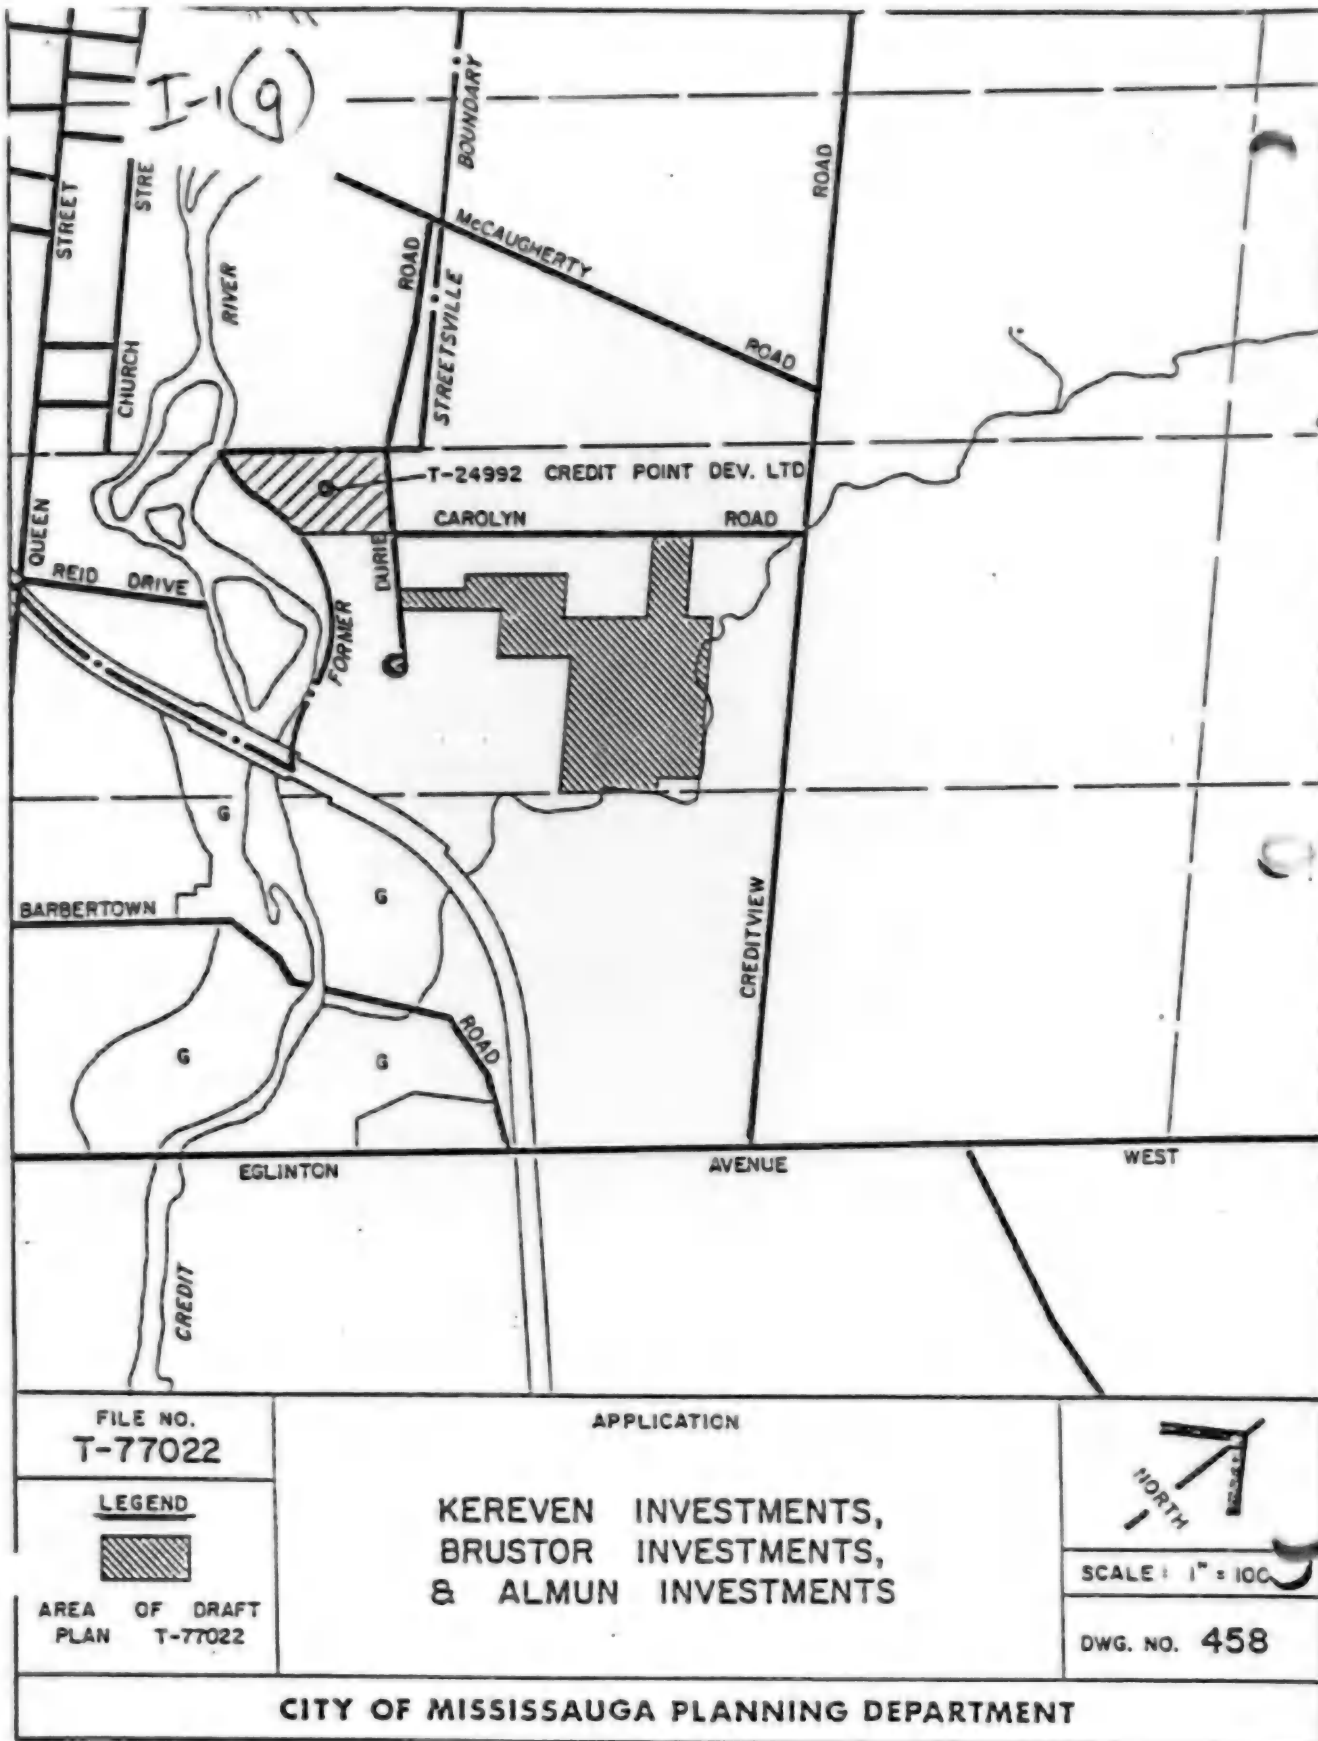 I-19
BOUNDARY
ROAD
STREET
STRE
McCAUGHERTY
RIVER
ROAD
STREETSVILLE
ROAD
CHURCH
T-24992 CREDIT POINT DEV. LTD
QUEEN
CAROLYN ROAD
REID DRIVE
DURIE
FORMER
G
G
BARBERTOWN
CREDITVIEW
ROAD
G
G
EGLINTON AVENUE WEST
CREDIT
FILE NO.
T-77022
LEGEND
AREA OF DRAFT
PLAN T-77022
APPLICATION
KEREVEN INVESTMENTS,
BRUSTOR INVESTMENTS,
& ALMUN INVESTMENTS
NORTH
SCALE: 1" = 100
DWG. NO. 458
CITY OF MISSISSAUGA PLANNING DEPARTMENT